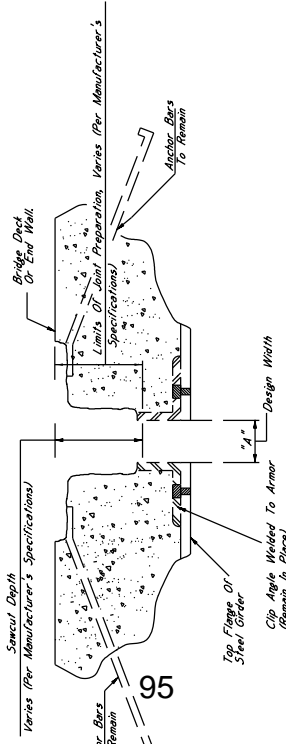 Sawcut Depth
Varies (Per Manufacturer's Specifications)
Bridge Deck
Or End Wall.
Limits Of Joint Preparation, Varies (Per Manufacturer's
Specifications)
Anchor Bars
To Remain
"A"
Design Width
Top Flange Of
Steel Girder
Clip Angle Welded To Armor
(Remain In Place)
Bars
Remain
95